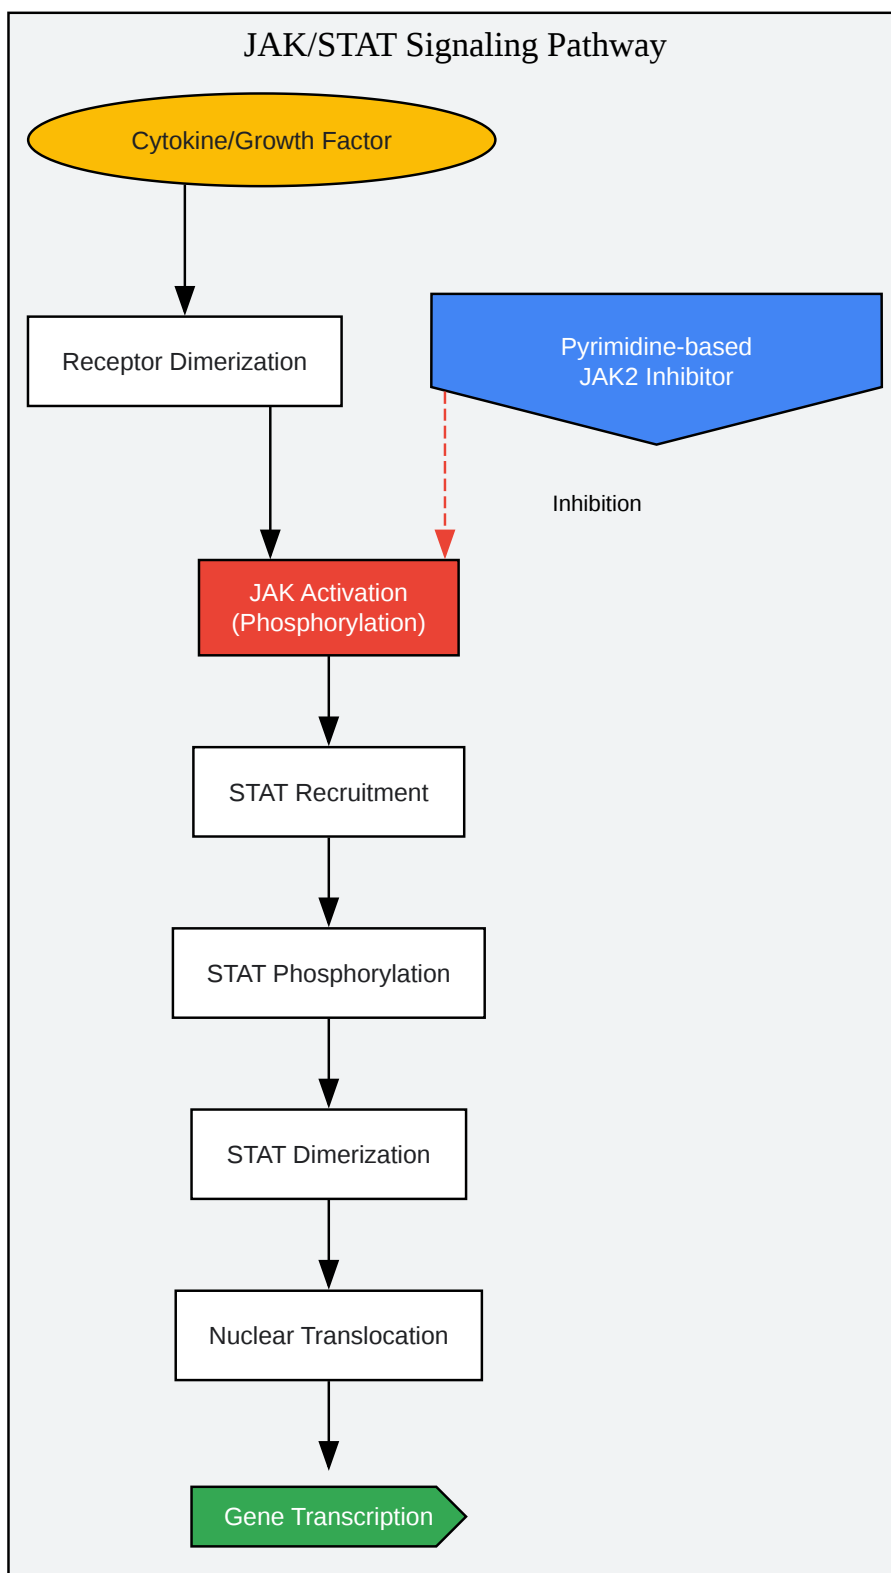 JAK/STAT Signaling Pathway
Cytokine/Growth Factor
Receptor Dimerization
Pyrimidine-based
JAK2 Inhibitor
Inhibition
JAK Activation
(Phosphorylation)
STAT Recruitment
STAT Phosphorylation
STAT Dimerization
Nuclear Translocation
Gene Transcription